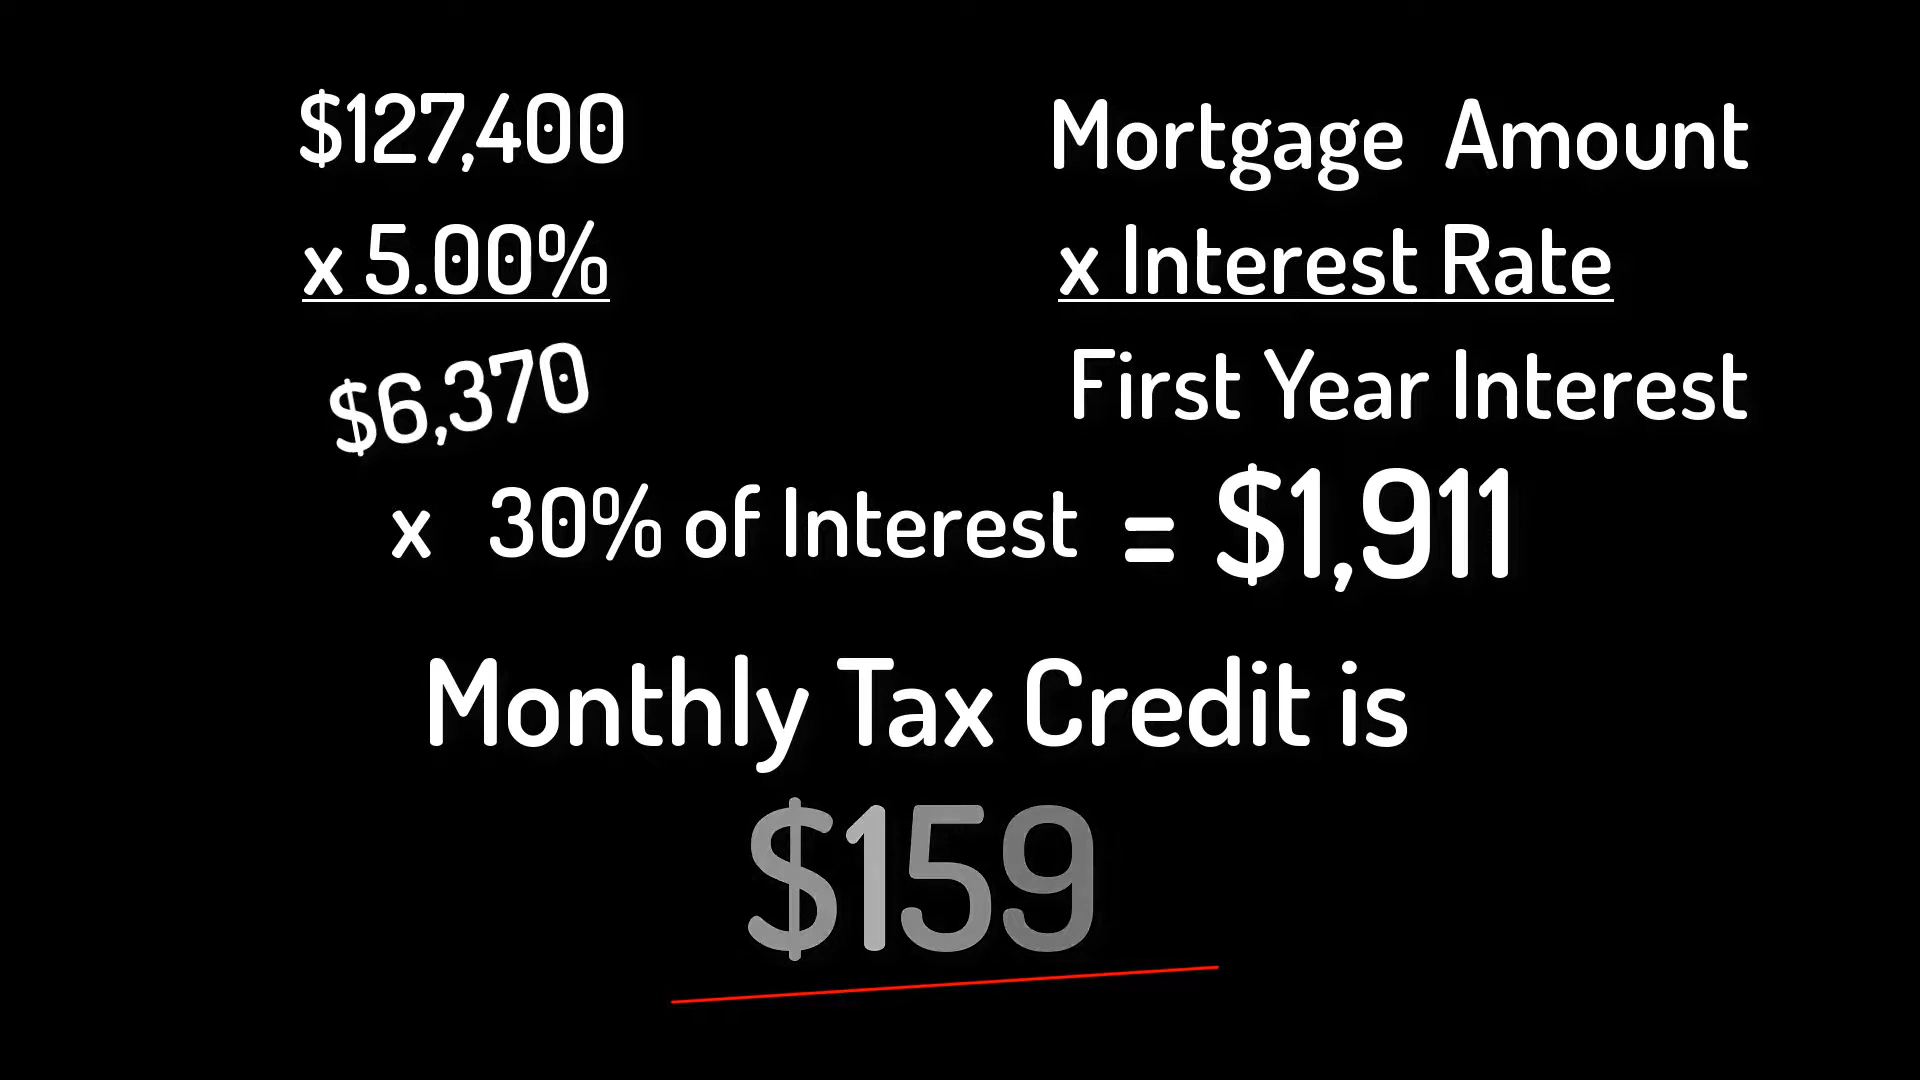 $127,400 Mortgage Amount
x 5.00% x Interest Rate
$6,370 First Year Interest
x 30% of Interest = $1,911
Monthly Tax Credit is
$159